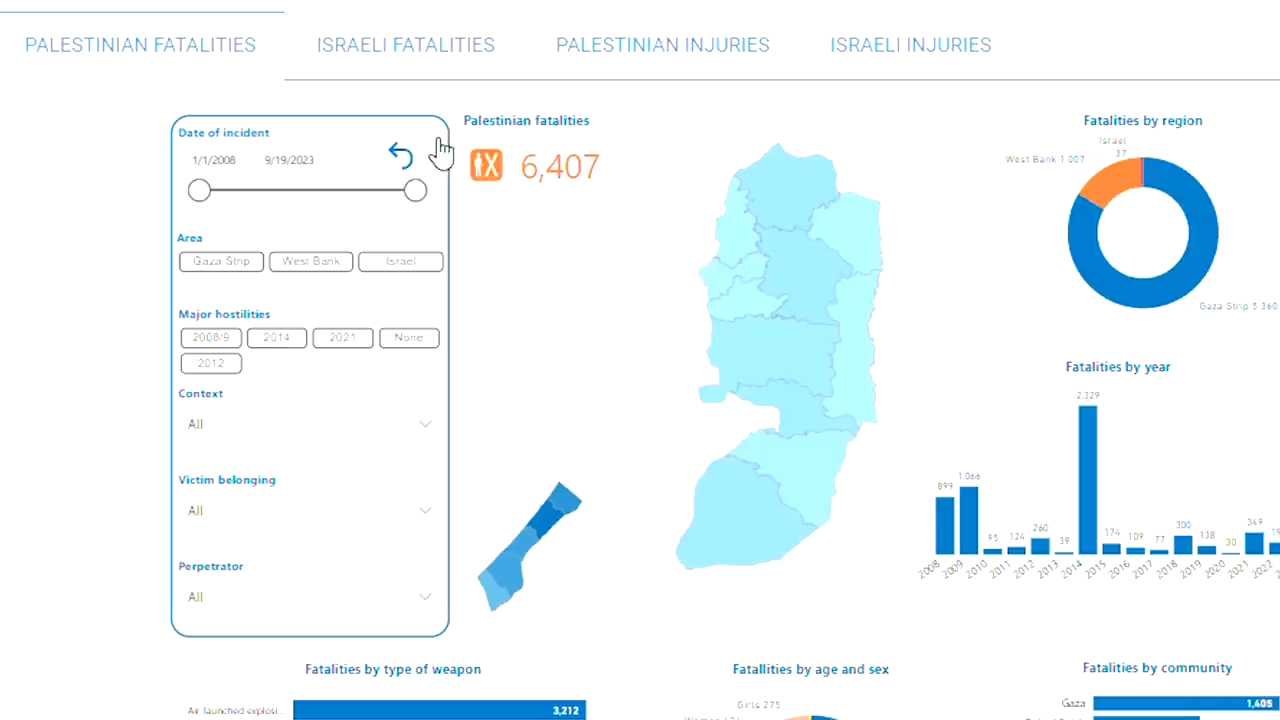 PALESTINIAN FATALITIES
ISRAELI FATALITIES
PALESTINIAN INJURIES
ISRAELI INJURIES
Date of incident
1/1/2008 9/19/2023
Area
Gaza Strip West Bank Israel
Major hostilities
2008/9 2014 2021 None
2012
Context
All
Victim belonging
All
Perpetrator
All
Palestinian fatalities
6,407
Fatalities by region
Israel
37
West Bank 1 007
Gaza Strip 5 360
Fatalities by year
899 1 066 95 124 260 39 2 329 174 109 77 300 138 30 349 19
2008 2009 2010 2011 2012 2013 2014 2015 2016 2017 2018 2019 2020 2021 2022
Fatalities by type of weapon
Air launched explosi...
3,212
Fatallities by age and sex
Girls 275
Fatalities by community
Gaza 1,405